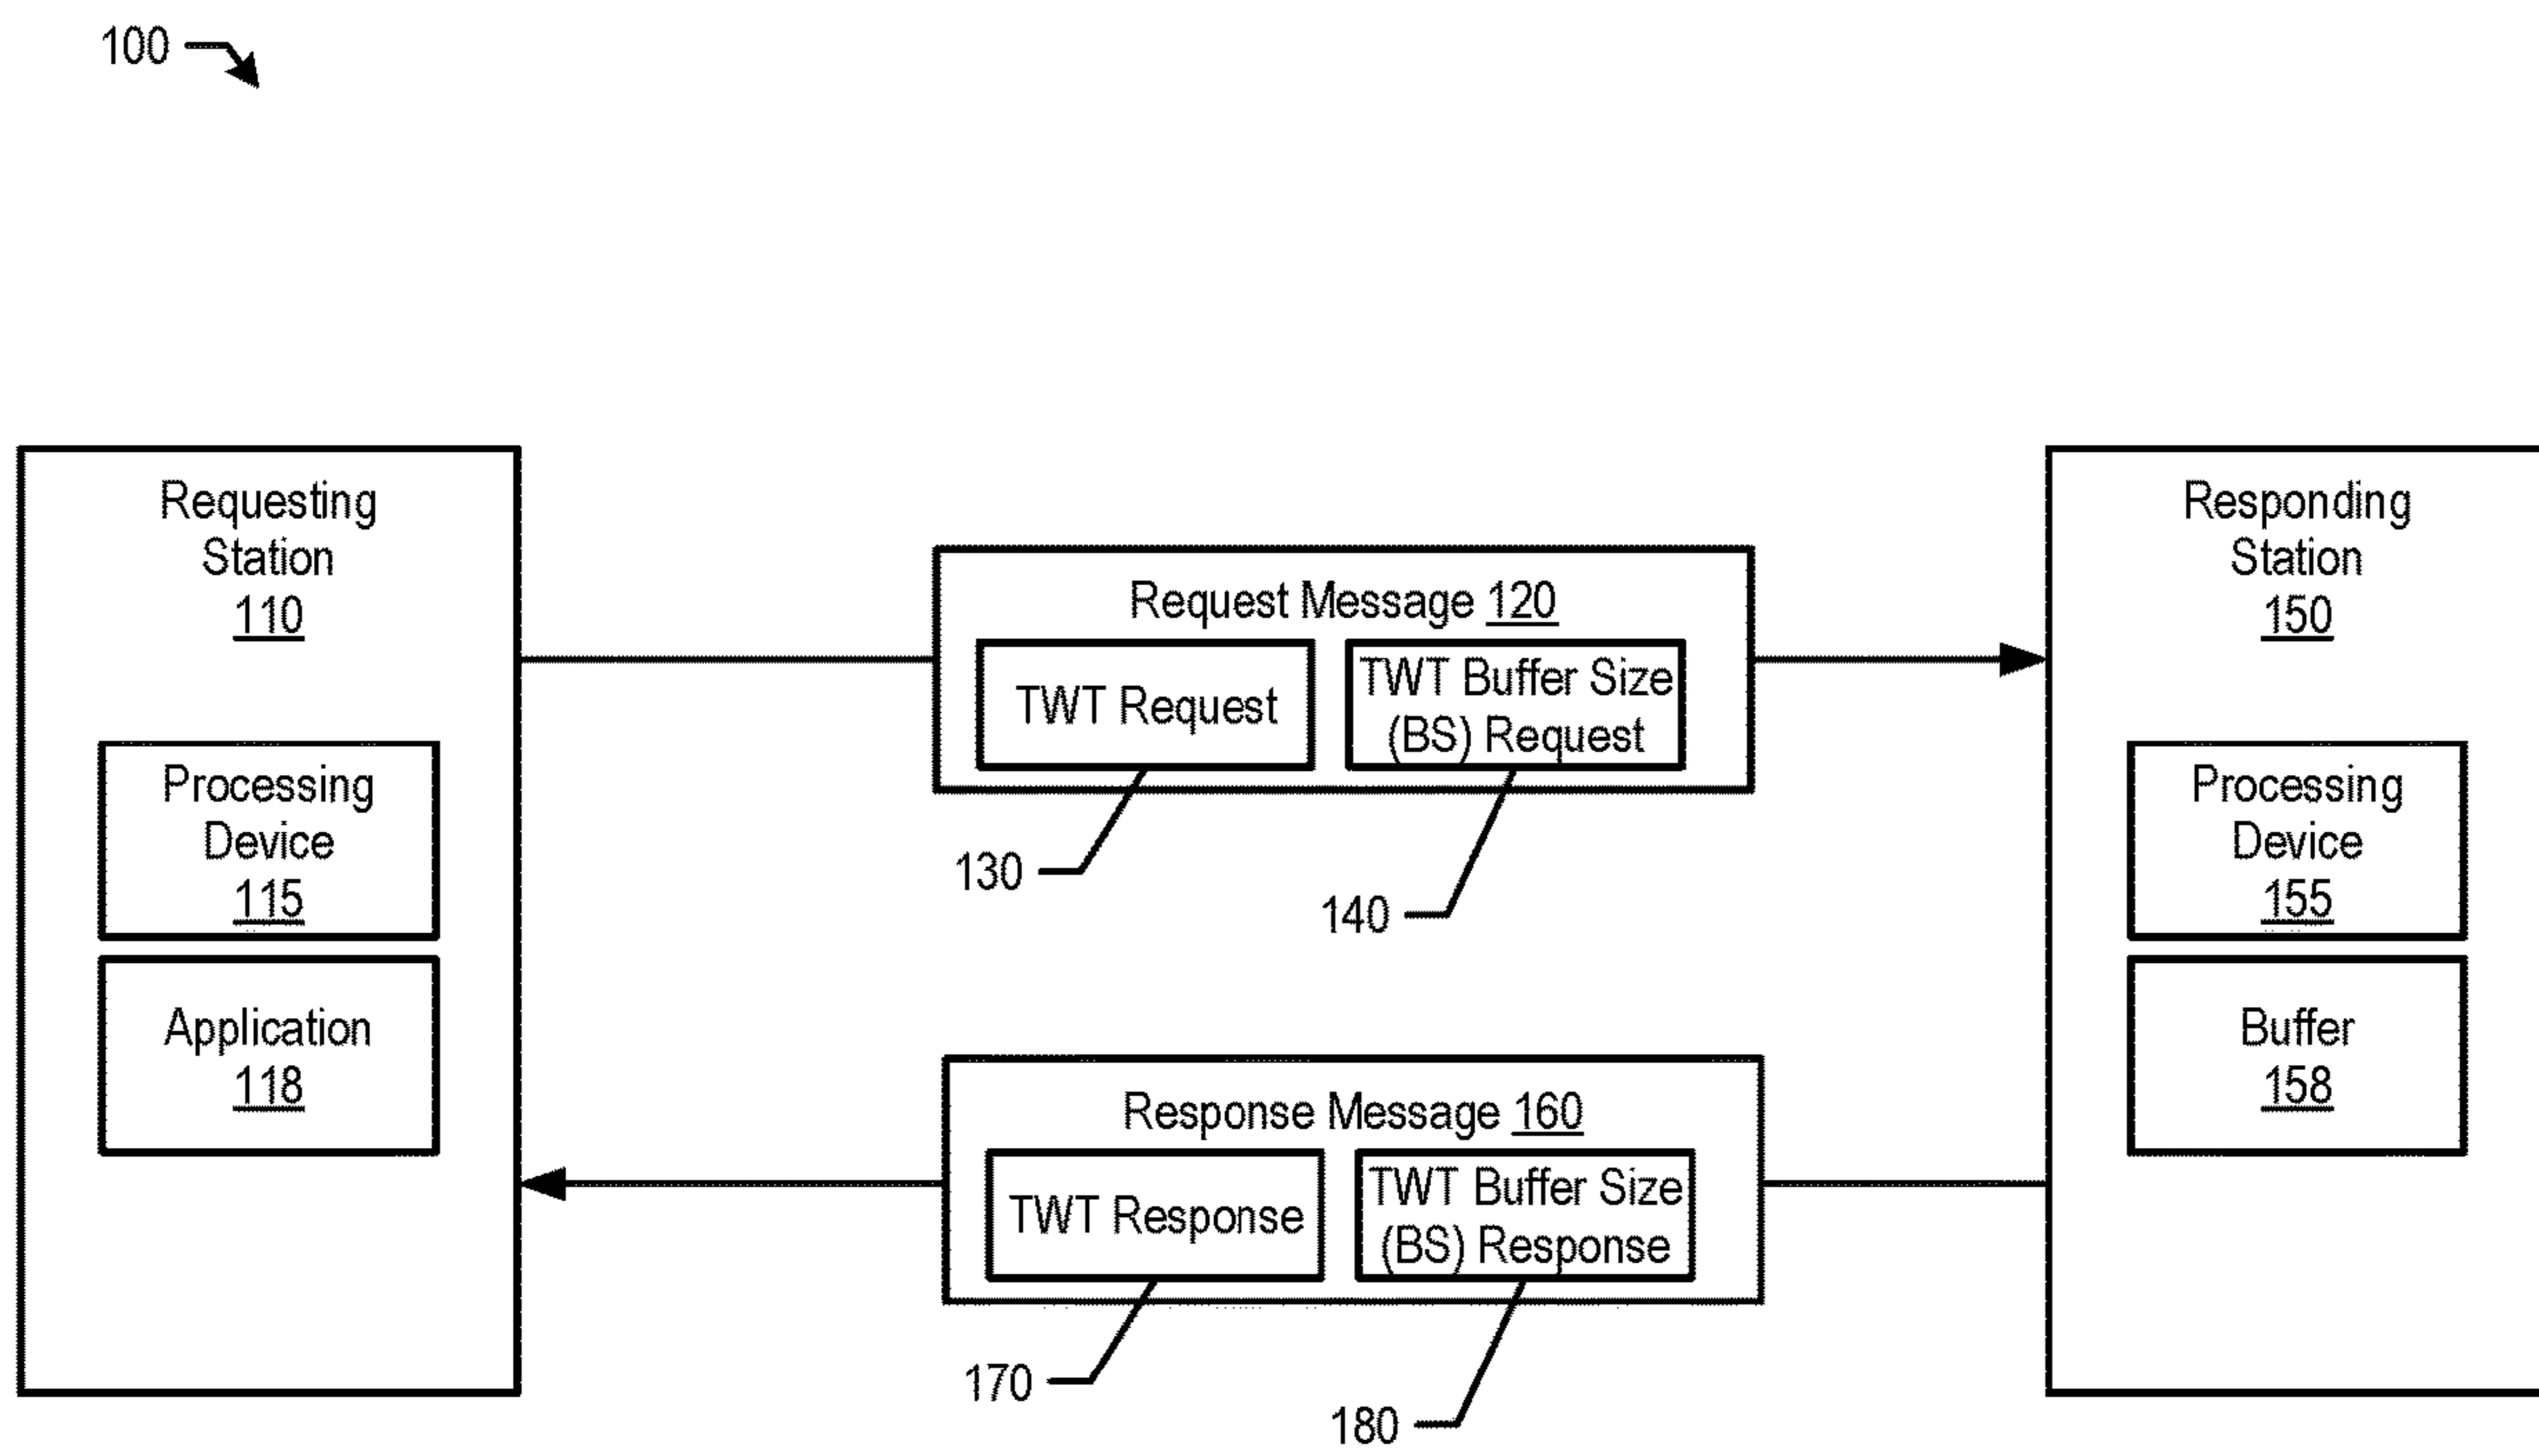 100
Requesting
Station
110
Processing
Device
115
Application
118
Request Message 120
TWT Request
TWT Buffer Size
(BS) Request
130
140
Response Message 160
TWT Response
TWT Buffer Size
(BS) Response
170
180
Responding
Station
150
Processing
Device
155
Buffer
158